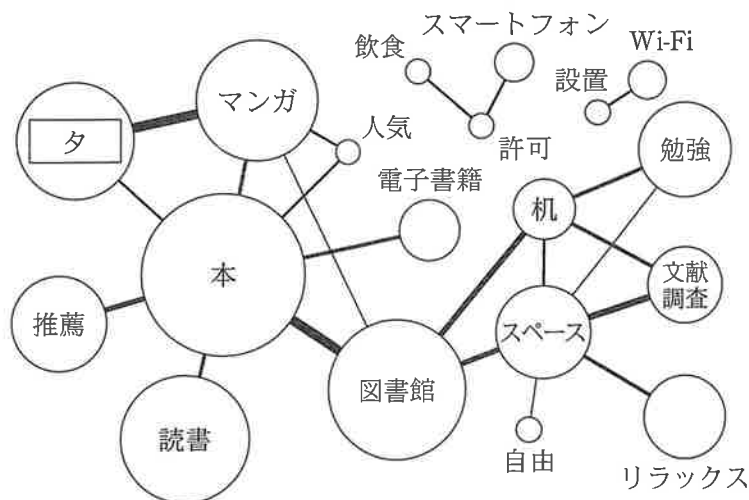 スマートフォン
Wi-Fi
飲食
設置
マンガ
人気
許可
勉強
タ
電子書籍
机
本
文献
調査
推薦
スペース
図書館
読書
自由
リラックス